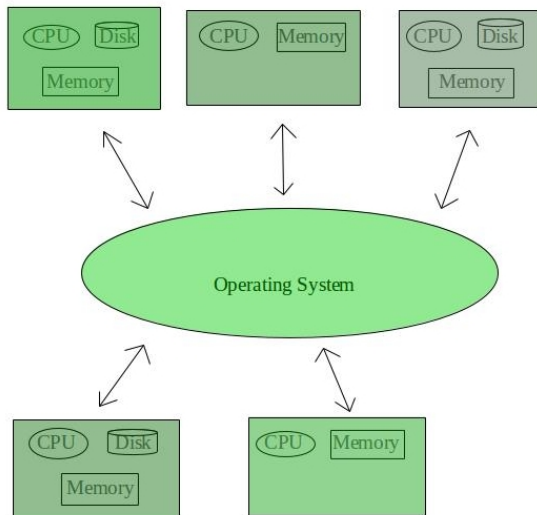 CPU Disk
Memory
CPU Memory
CPU Disk
Memory
Operating System
CPU Disk
Memory
CPU Memory